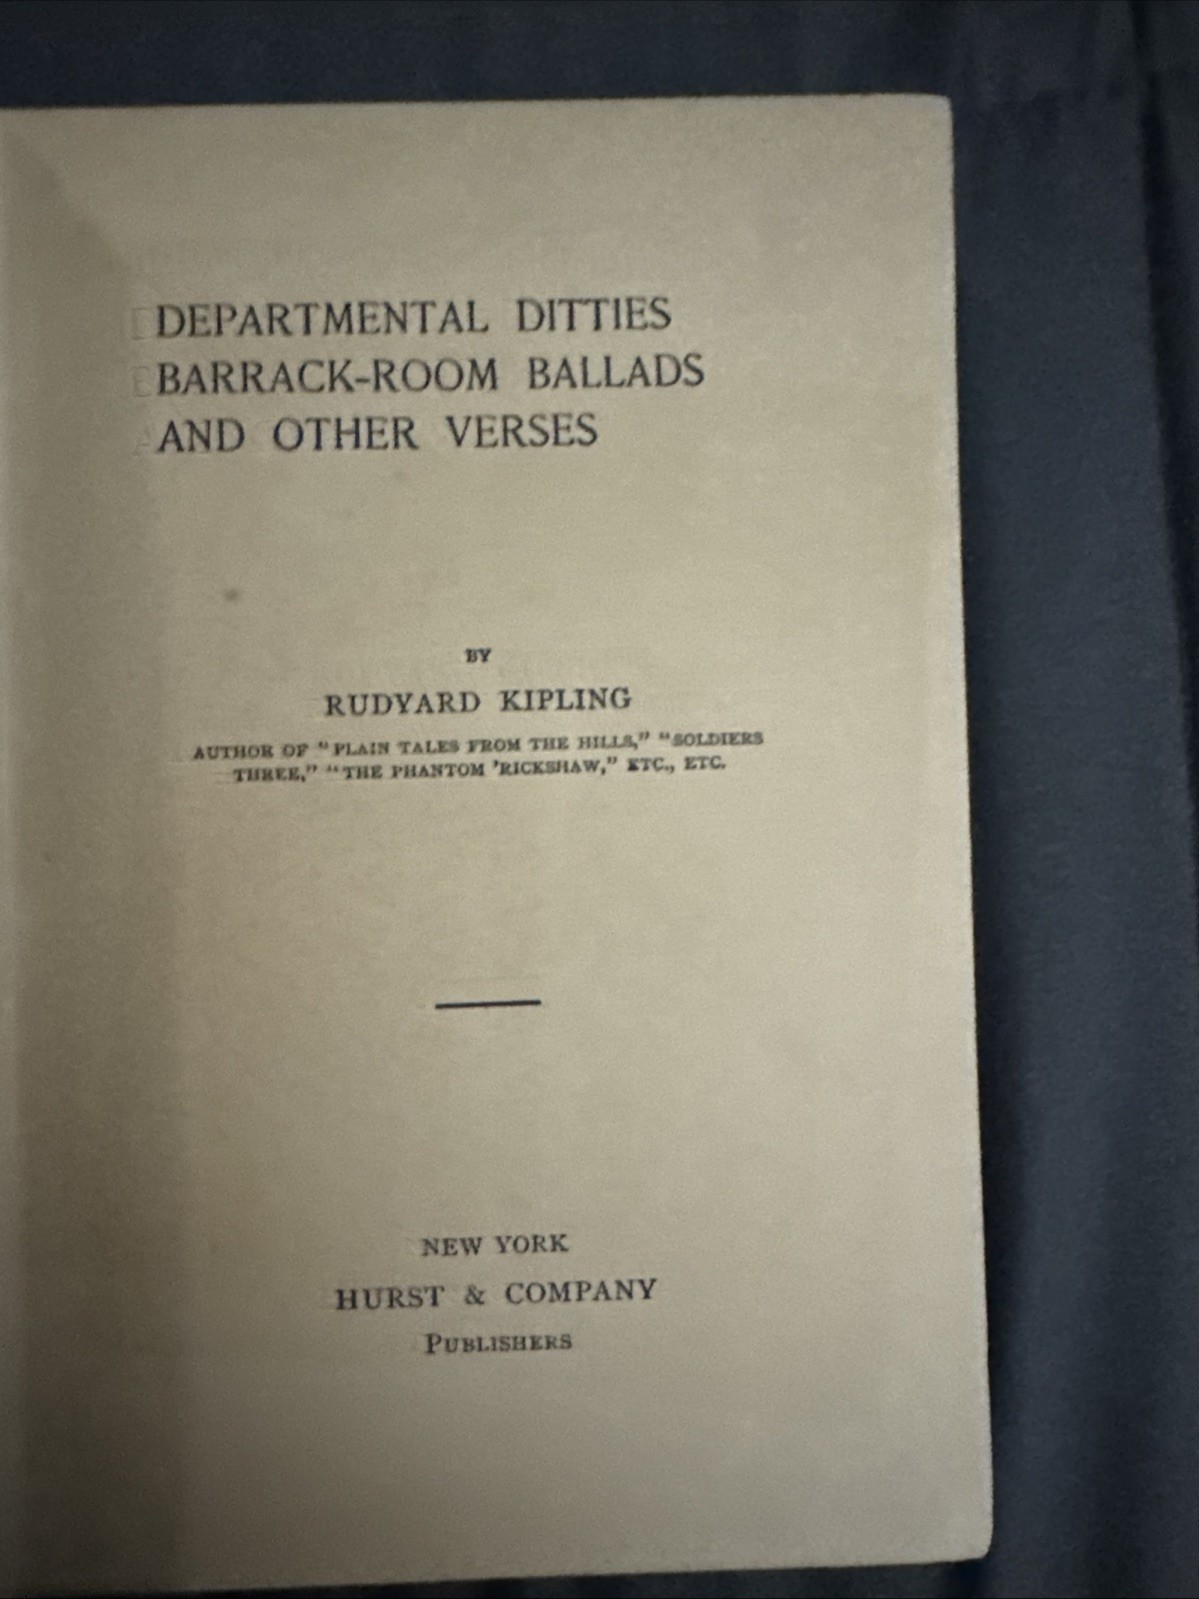 DEPARTMENTAL DITTIES
BARRACK-ROOM BALLADS
AND OTHER VERSES
BY
RUDYARD KIPLING
AUTHOR OF "PLAIN TALES FROM THE HILLS," "SOLDIERS
THREE," "THE PHANTOM 'RICKSHAW," ETC., ETC.
NEW YORK
HURST & COMPANY
PUBLISHERS